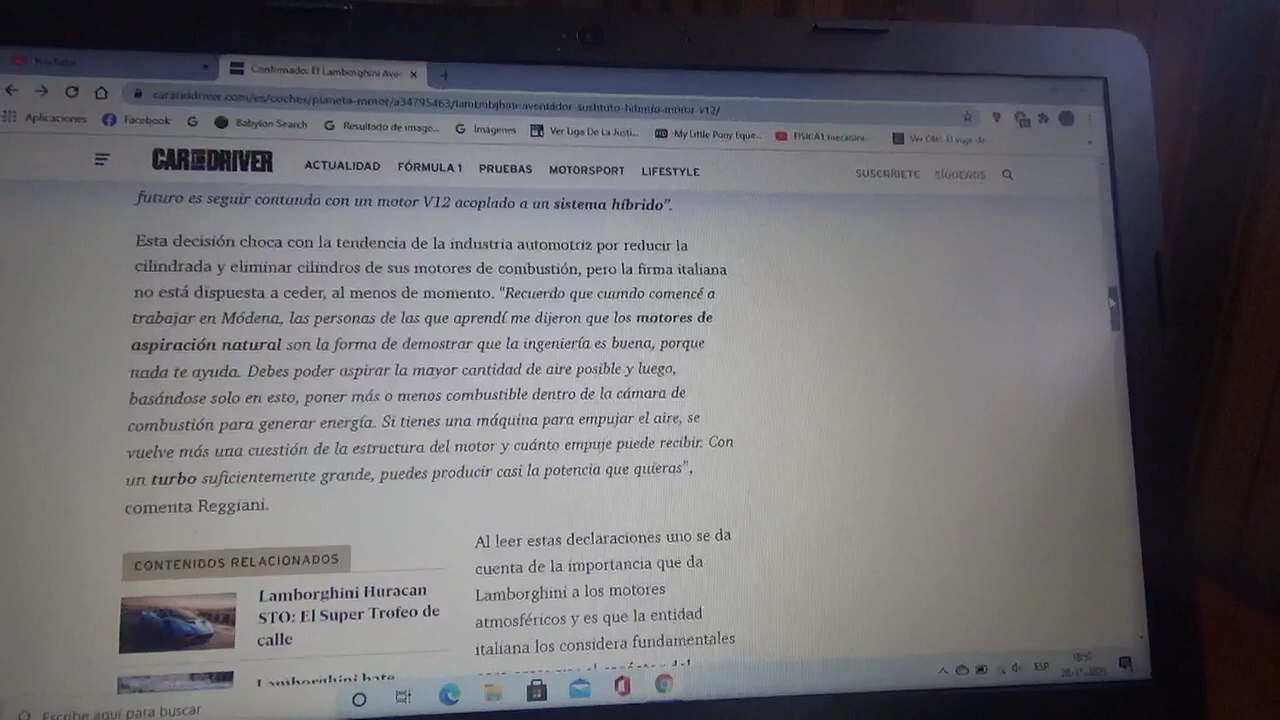 YouTube
Confirmado: El Lamborghini Ave
caranddriver.com/es/coches/planeta-motor/a34795463/lamborghini-aventador-sustituto-hibrido-motor-v12/
Aplicaciones Facebook Babylon Search Resultado de image... Imágenes Ver Liga De La Justi... My Little Pony Eque... FISICA1 mecanic...
CAR AND DRIVER ACTUALIDAD FÓRMULA 1 PRUEBAS MOTORSPORT LIFESTYLE SUSCRÍBETE SÍGUENOS
futuro es seguir contando con un motor V12 acoplado a un sistema híbrido".
Esta decisión choca con la tendencia de la industria automotriz por reducir la
cilindrada y eliminar cilindros de sus motores de combustión, pero la firma italiana
no está dispuesta a ceder, al menos de momento. "Recuerdo que cuando comencé a
trabajar en Módena, las personas de las que aprendí me dijeron que los motores de
aspiración natural son la forma de demostrar que la ingeniería es buena, porque
nada te ayuda. Debes poder aspirar la mayor cantidad de aire posible y luego,
basándose solo en esto, poner más o menos combustible dentro de la cámara de
combustión para generar energía. Si tienes una máquina para empujar el aire, se
vuelve más una cuestión de la estructura del motor y cuánto empuje puede recibir. Con
un turbo suficientemente grande, puedes producir casi la potencia que quieras",
comenta Reggiani.
CONTENIDOS RELACIONADOS
Lamborghini Huracan
STO: El Super Trofeo de
calle
Lamborghini bate
Al leer estas declaraciones uno se da
cuenta de la importancia que da
Lamborghini a los motores
atmosféricos y es que la entidad
italiana los considera fundamentales
Escribe aquí para buscar
ESP